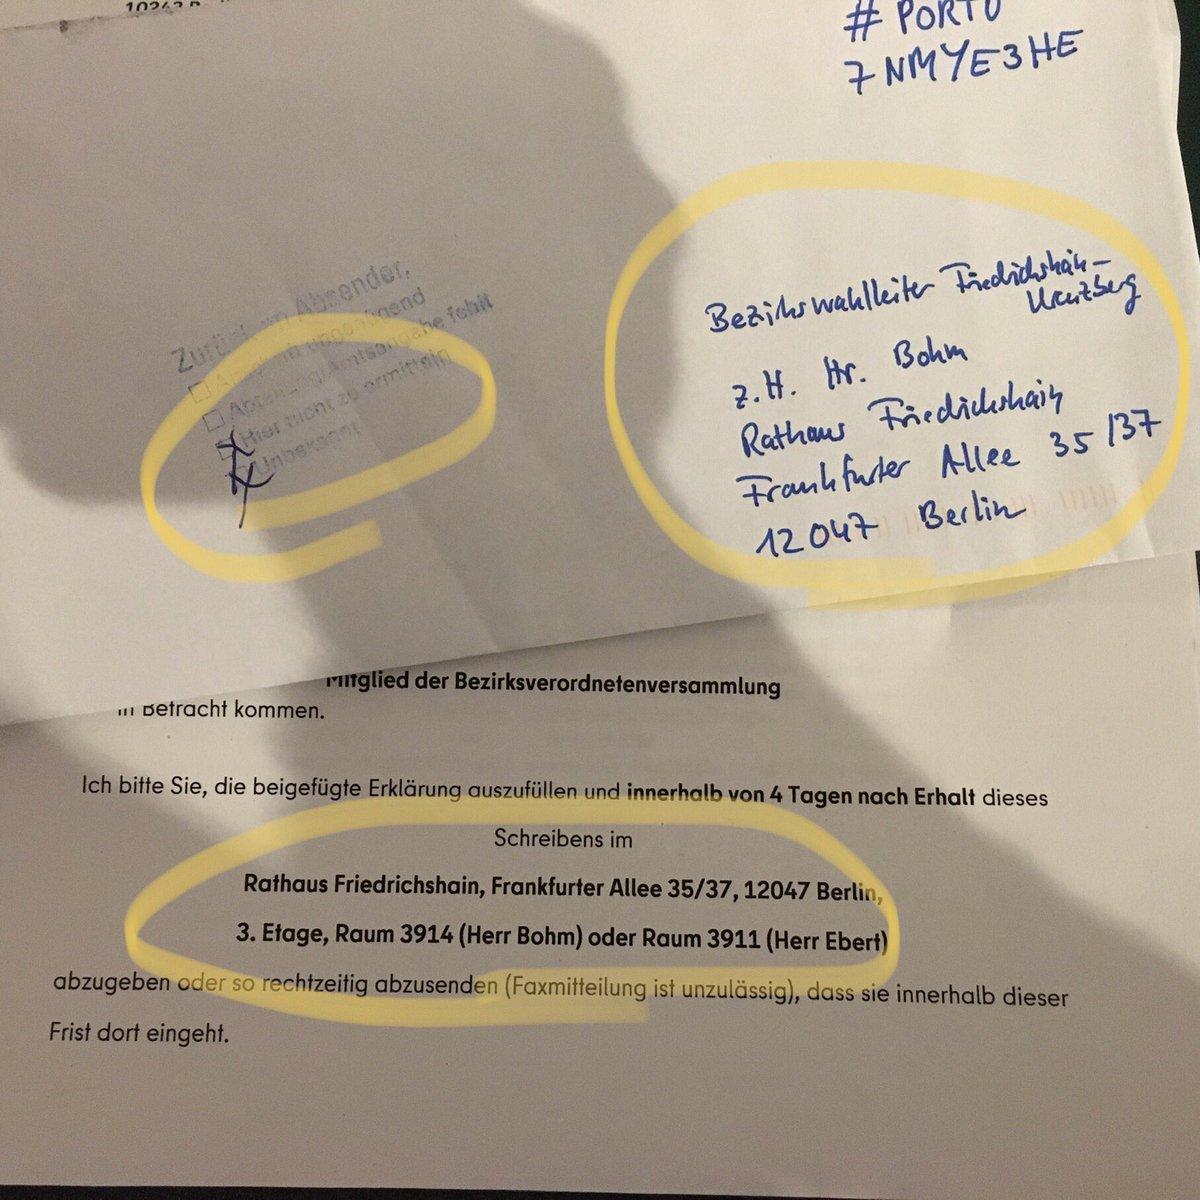 # PORTO
7NMYE3HE
Zurück an Absender,
Absender/Amtsangabe fehlt
Hier nicht zu ermitteln
Unbekannt
Bezirkswahlleiter Friedrichshain-
Kreuzberg
z.H. Hr. Bohm
Rathaus Friedrichshain
Frankfurter Allee 35/37
12047 Berlin
Mitglied der Bezirksverordnetenversammlung
in Betracht kommen.
Ich bitte Sie, die beigefügte Erklärung auszufüllen und innerhalb von 4 Tagen nach Erhalt dieses
Schreibens im
Rathaus Friedrichshain, Frankfurter Allee 35/37, 12047 Berlin,
3. Etage, Raum 3914 (Herr Bohm) oder Raum 3911 (Herr Ebert)
abzugeben oder so rechtzeitig abzusenden (Faxmitteilung ist unzulässig), dass sie innerhalb dieser
Frist dort eingeht.